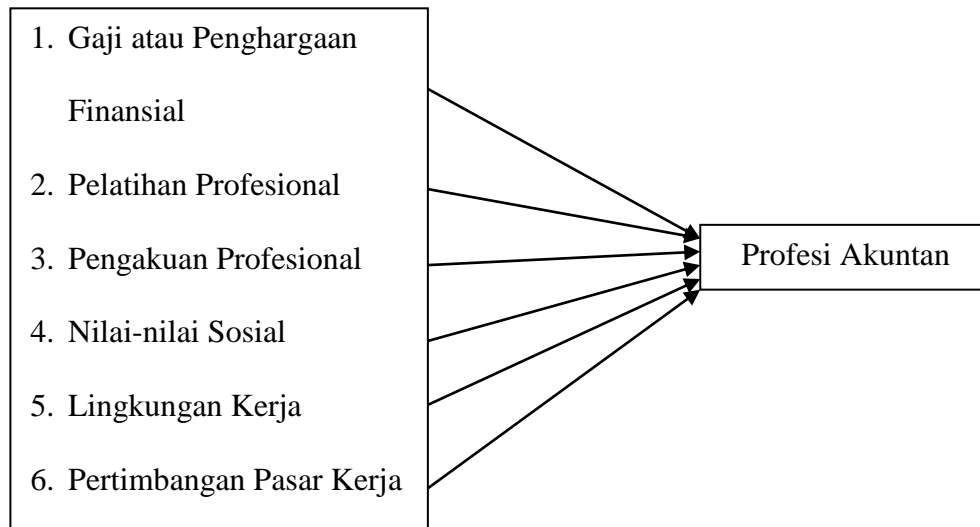 1. Gaji atau Penghargaan
Finansial
2. Pelatihan Profesional
3. Pengakuan Profesional
4. Nilai-nilai Sosial
5. Lingkungan Kerja
6. Pertimbangan Pasar Kerja
Profesi Akuntan